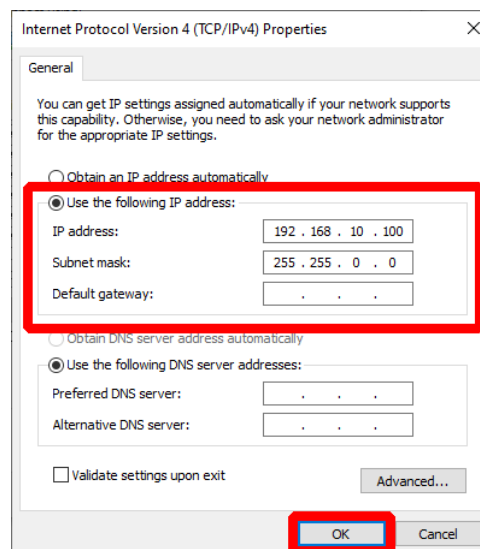 Internet Protocol Version 4 (TCP/IPv4) Properties
General
You can get IP settings assigned automatically if your network supports
this capability. Otherwise, you need to ask your network administrator
for the appropriate IP settings.
Obtain an IP address automatically
Use the following IP address:
IP address: 192 . 168 . 10 . 100
Subnet mask: 255 . 255 . 0 . 0
Default gateway: . . .
Obtain DNS server address automatically
Use the following DNS server addresses:
Preferred DNS server: . . .
Alternative DNS server: . . .
Validate settings upon exit
Advanced...
OK Cancel